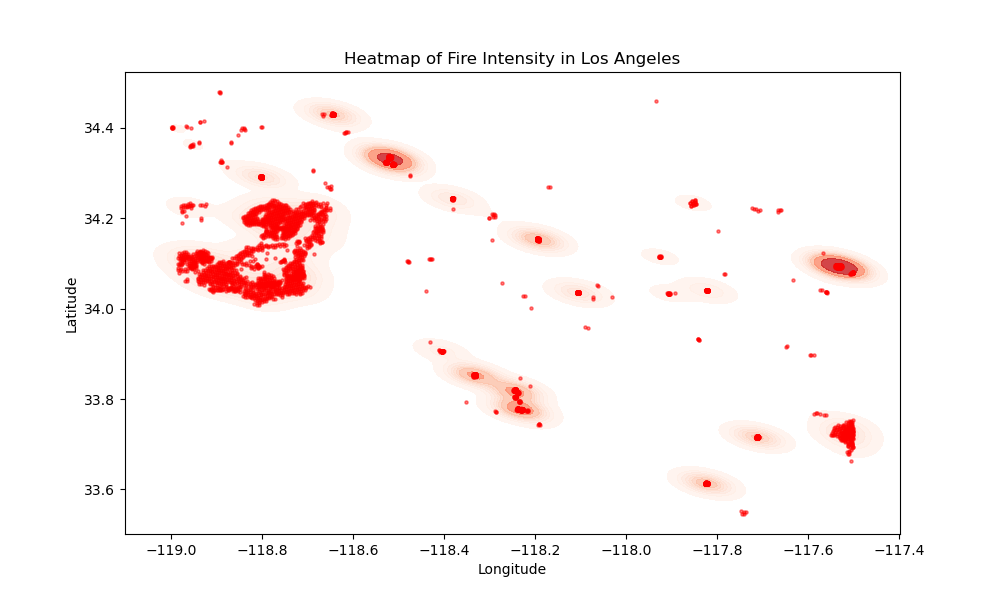 Heatmap of Fire Intensity in Los Angeles
34.4
34.2
34.0
33.8
33.6
Latitude
−119.0 −118.8 −118.6 −118.4 −118.2 −118.0 −117.8 −117.6 −117.4
Longitude